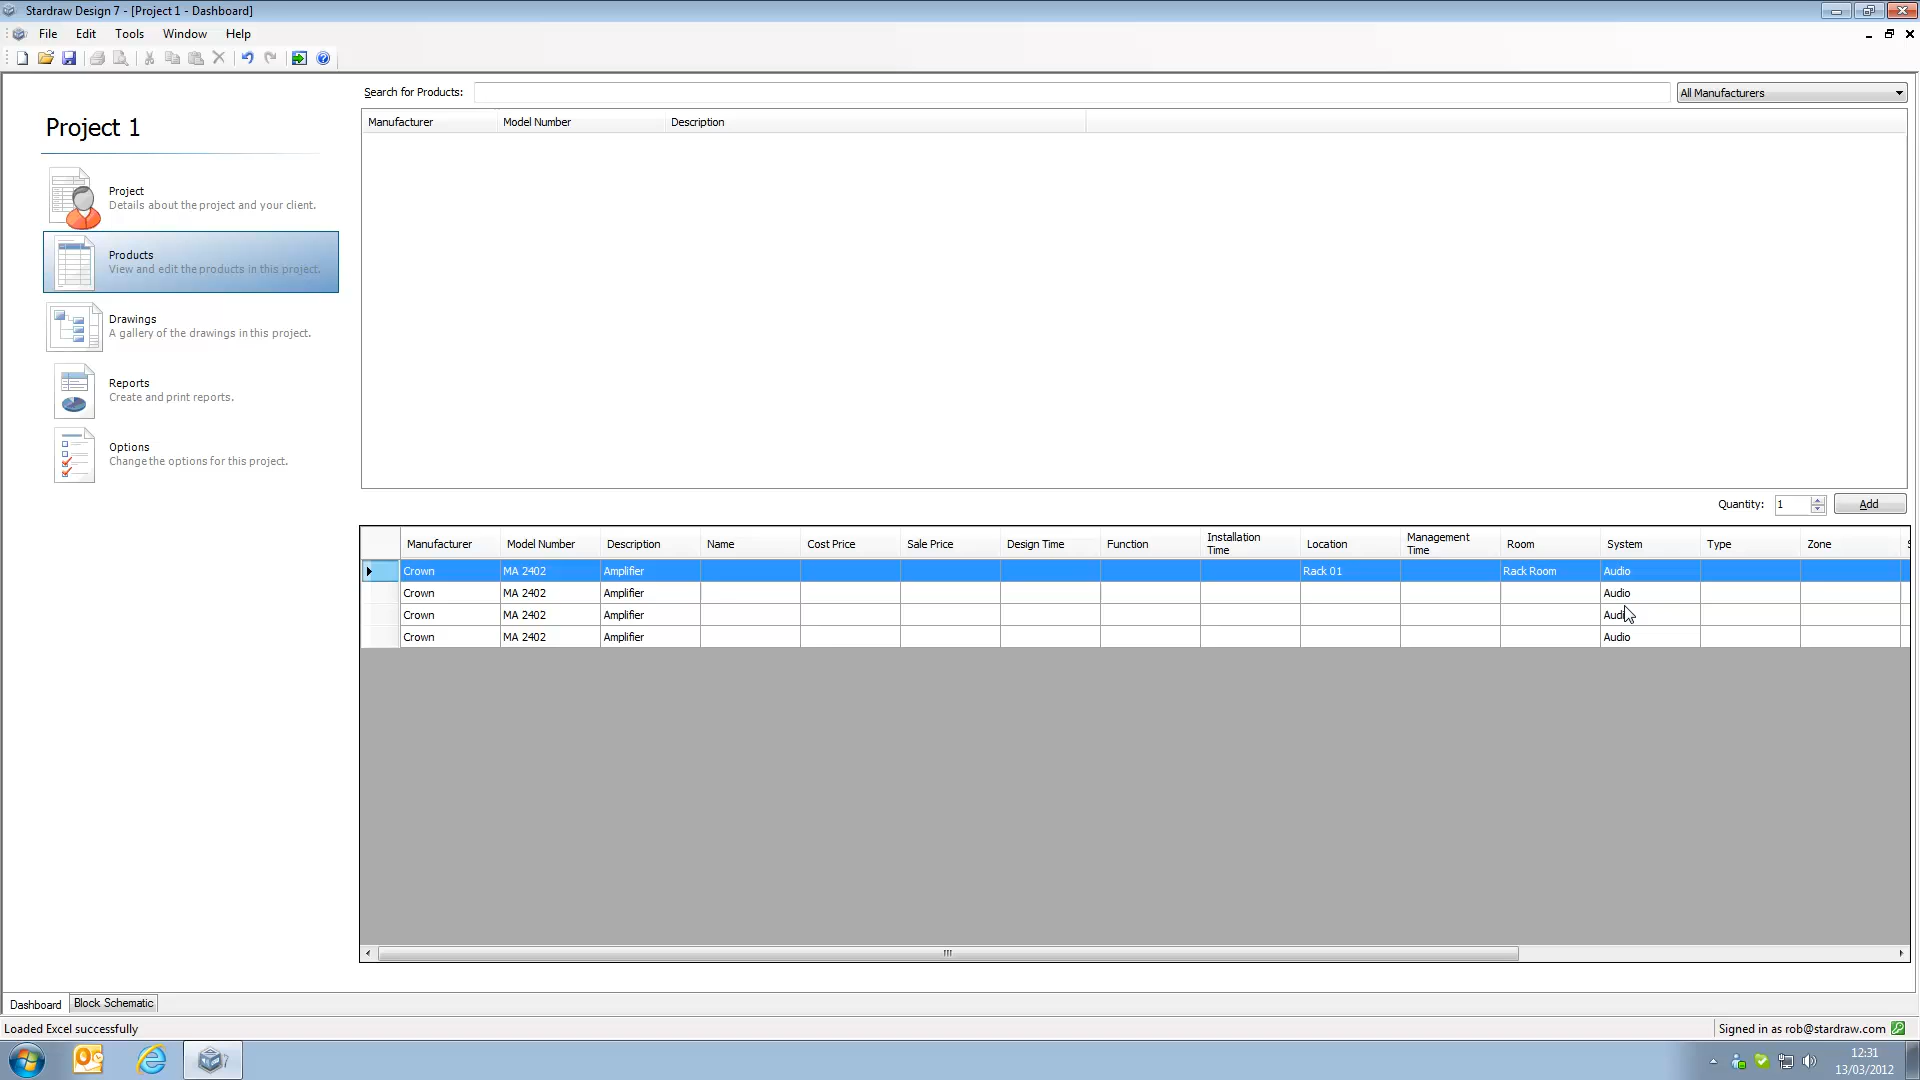 Stardraw Design 7 - [Project 1 - Dashboard]
File Edit Tools Window Help
Search for Products: All Manufacturers
Manufacturer Model Number Description
Project 1
Project
Details about the project and your client.
Products
View and edit the products in this project.
Drawings
A gallery of the drawings in this project.
Reports
Create and print reports.
Options
Change the options for this project.
Quantity: 1 Add
Manufacturer Model Number Description Name Cost Price Sale Price Design Time Function Installation Time Location Management Time Room System Type Zone
Crown MA 2402 Amplifier Rack 01 Rack Room Audio
Crown MA 2402 Amplifier Audio
Crown MA 2402 Amplifier Audio
Crown MA 2402 Amplifier Audio
Dashboard Block Schematic
Loaded Excel successfully Signed in as rob@stardraw.com
12:31
13/03/2012